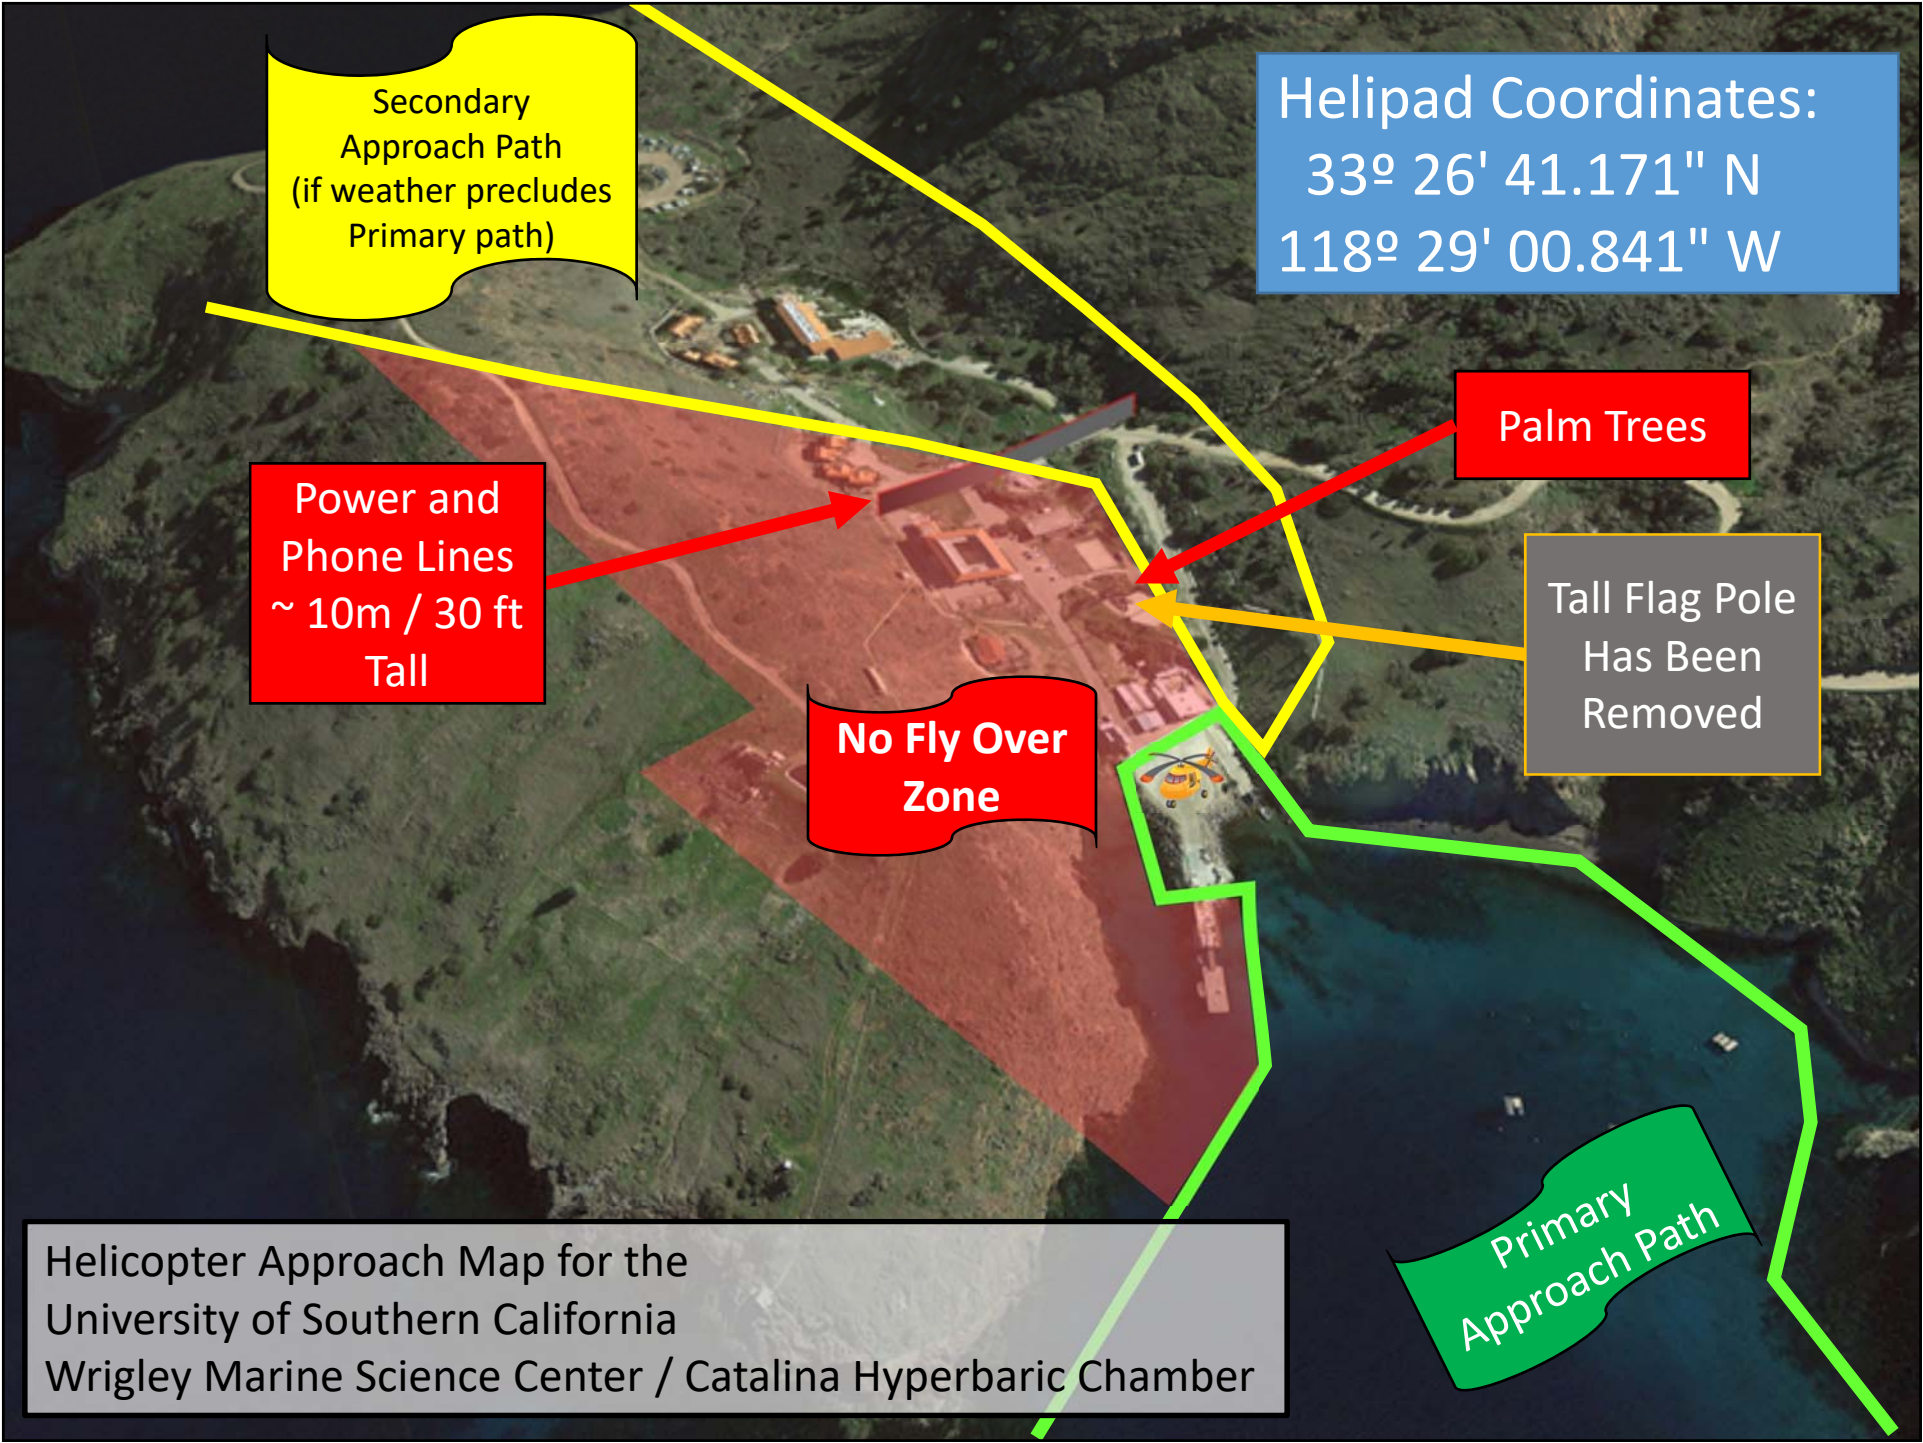 Secondary
Approach Path
(if weather precludes
Primary path)
Helipad Coordinates:
33º 26' 41.171" N
118º 29' 00.841" W
Palm Trees
Power and
Phone Lines
~ 10m / 30 ft
Tall
Tall Flag Pole
Has Been
Removed
No Fly Over
Zone
Primary
Approach Path
Helicopter Approach Map for the
University of Southern California
Wrigley Marine Science Center / Catalina Hyperbaric Chamber